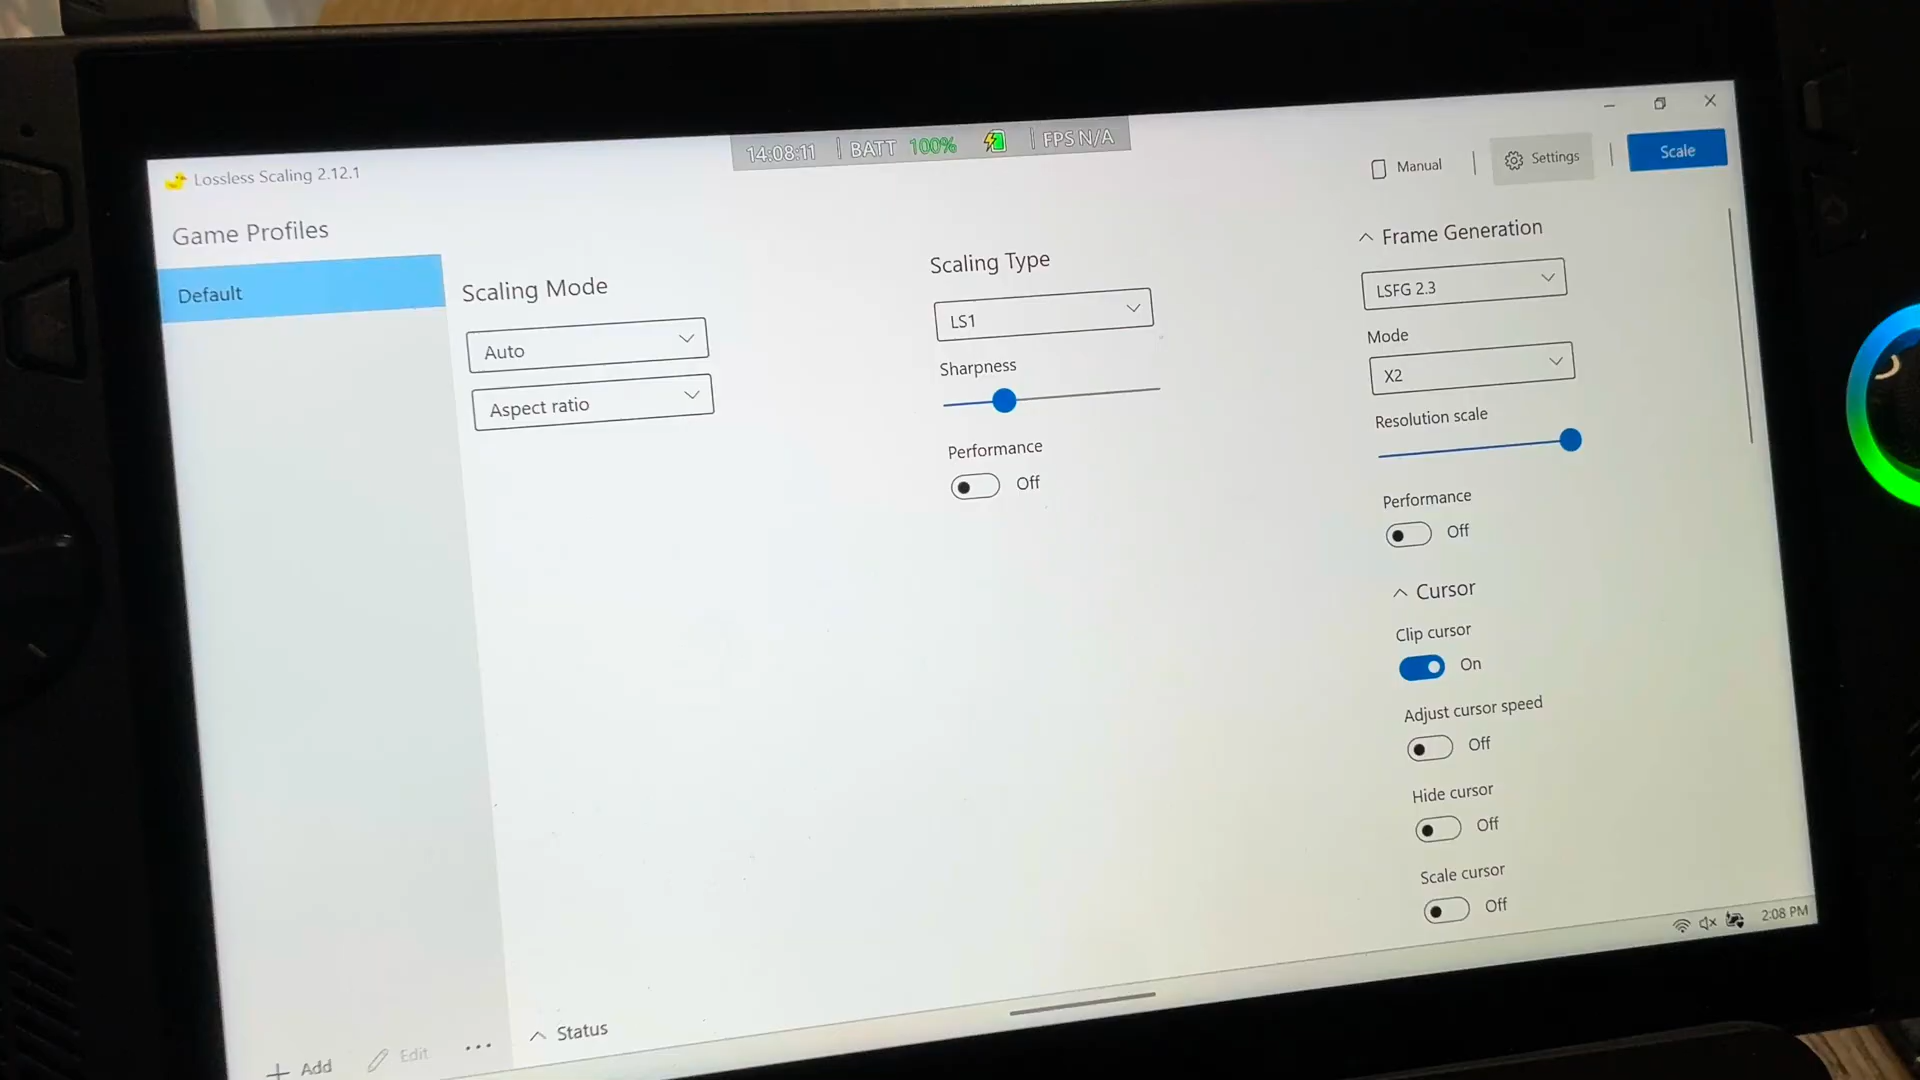 14:08:11 | BATT 100% | FPS N/A
Lossless Scaling 2.12.1
Manual
Settings
Scale
Game Profiles
Default
Scaling Mode
Auto
Aspect ratio
Scaling Type
LS1
Sharpness
Performance
Off
Frame Generation
LSFG 2.3
Mode
X2
Resolution scale
Performance
Off
Cursor
Clip cursor
On
Adjust cursor speed
Off
Hide cursor
Off
Scale cursor
Off
2:08 PM
Status
Add
Edit